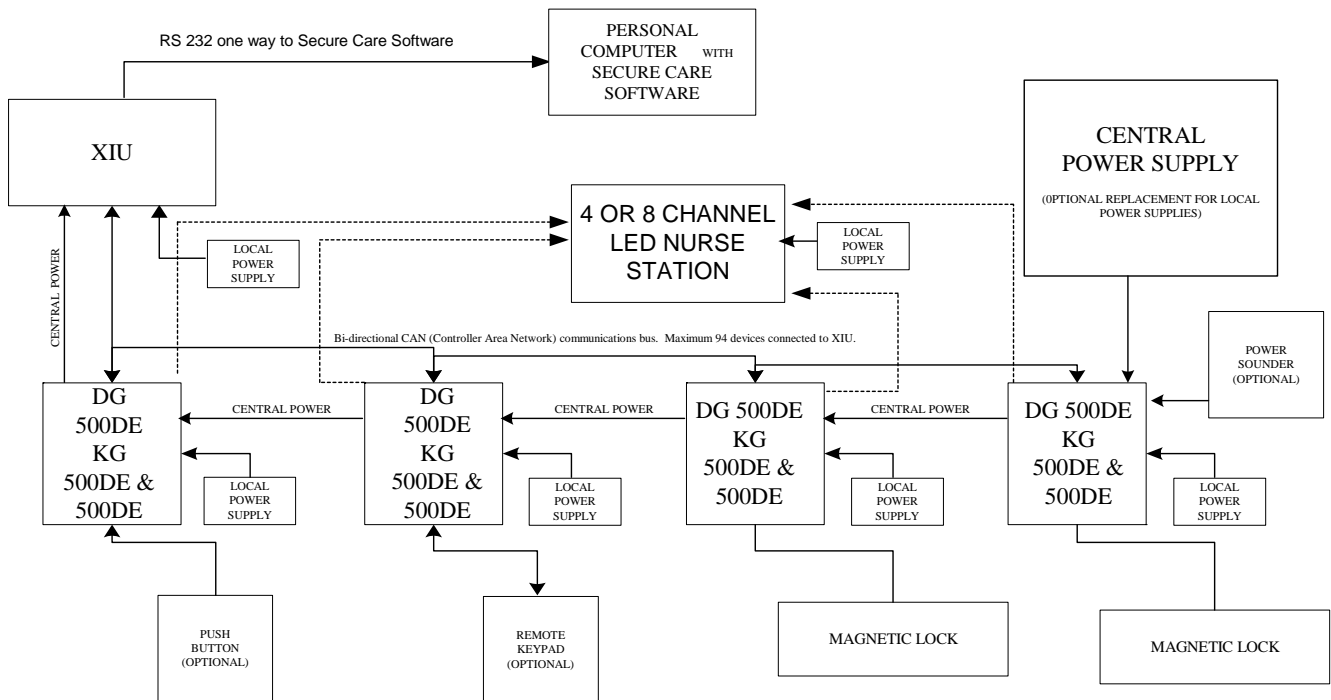 RS 232 one way to Secure Care Software
PERSONAL
COMPUTER WITH
SECURE CARE
SOFTWARE
XIU
CENTRAL
POWER SUPPLY
(0PTIONAL REPLACEMENT FOR LOCAL
POWER SUPPLIES)
4 OR 8 CHANNEL
LED NURSE
STATION
LOCAL
POWER
SUPPLY
LOCAL
POWER
SUPPLY
CENTRAL POWER
Bi-directional CAN (Controller Area Network) communications bus. Maximum 94 devices connected to XIU.
POWER
SOUNDER
(OPTIONAL)
DG
500DE
KG
500DE &
500DE
CENTRAL POWER
DG
500DE
KG
500DE &
500DE
CENTRAL POWER
DG 500DE
KG
500DE &
500DE
CENTRAL POWER
DG 500DE
KG
500DE &
500DE
LOCAL
POWER
SUPPLY
LOCAL
POWER
SUPPLY
LOCAL
POWER
SUPPLY
LOCAL
POWER
SUPPLY
PUSH
BUTTON
(OPTIONAL)
REMOTE
KEYPAD
(OPTIONAL)
MAGNETIC LOCK
MAGNETIC LOCK